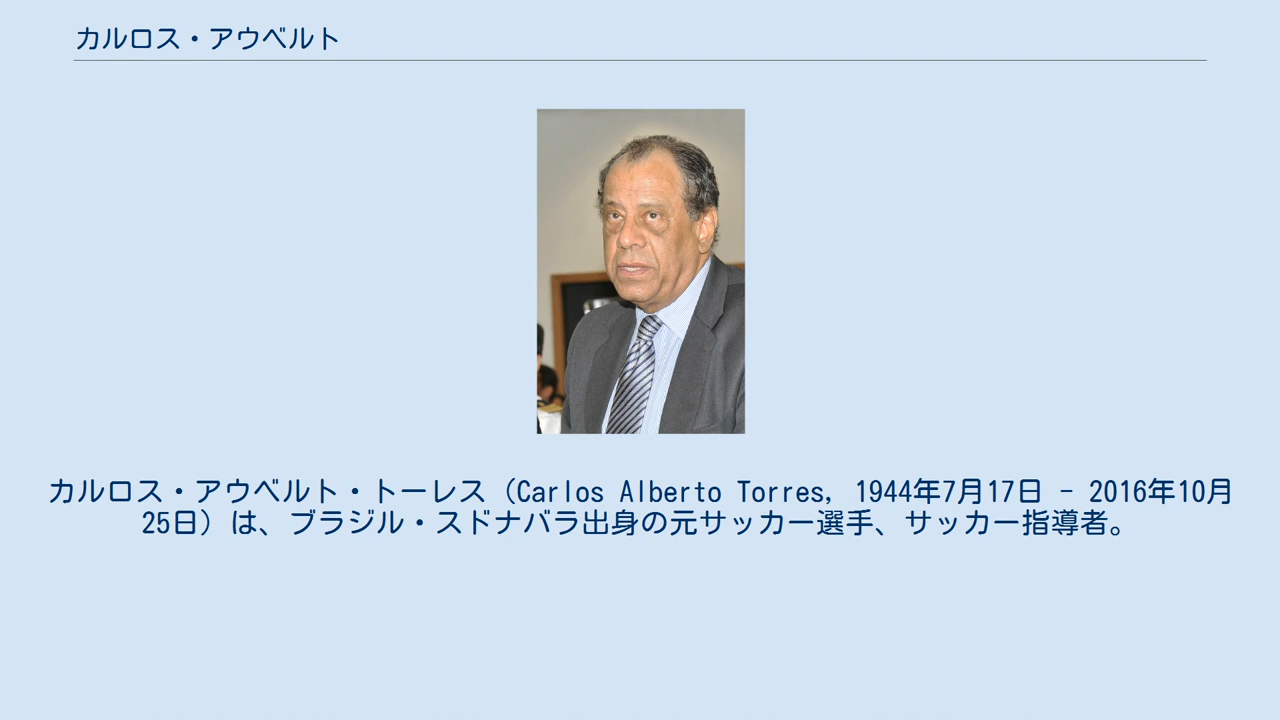 カルロス・アウベルト
カルロス・アウベルト・トーレス（Carlos Alberto Torres, 1944年7月17日 - 2016年10月
25日）は、ブラジル・スドナバラ出身の元サッカー選手、サッカー指導者。